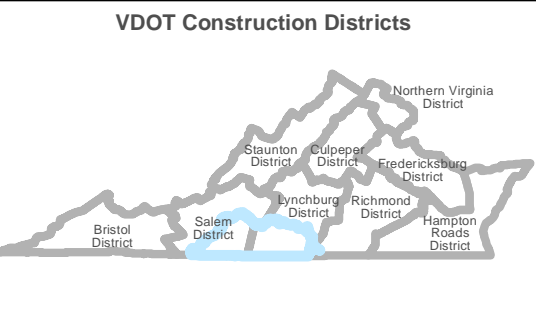 VDOT Construction Districts
Northern Virginia
District
Staunton
District
Culpeper
District
Fredericksburg
District
Lynchburg
District
Richmond
District
Salem
District
Bristol
District
Hampton
Roads
District